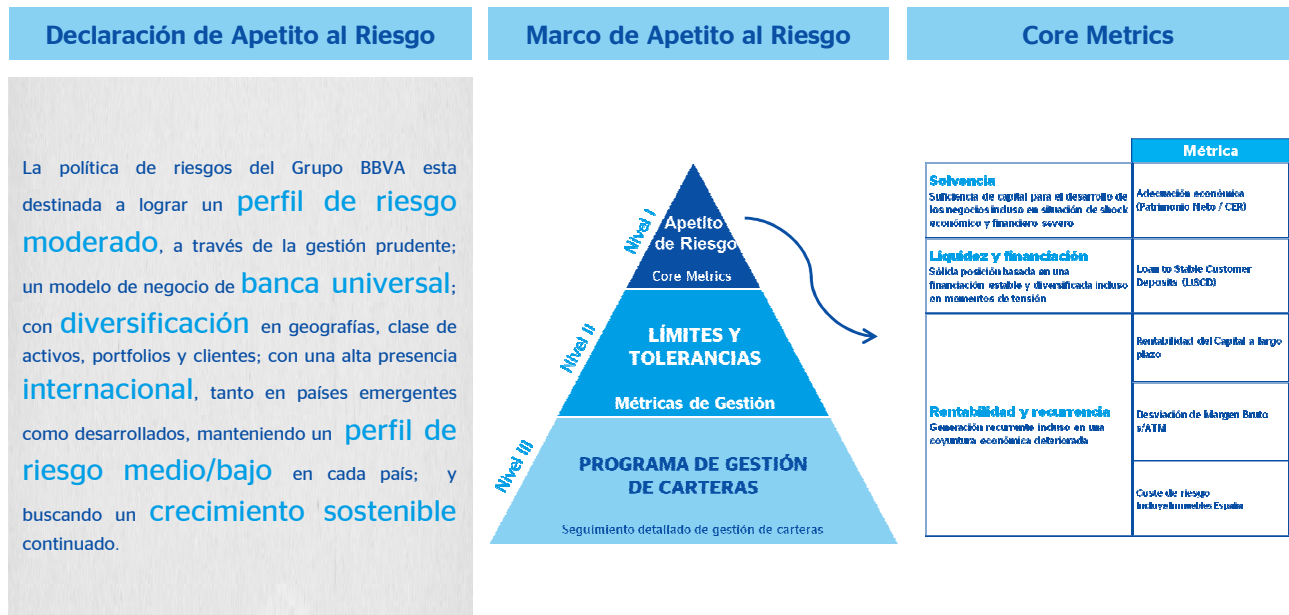 Declaración de Apetito al Riesgo
La política de riesgos del Grupo BBVA esta
destinada a lograr un perfil de riesgo
moderado, a través de la gestión prudente;
un modelo de negocio de banca universal;
con diversificación en geografías, clase de
activos, portfolios y clientes; con una alta presencia
internacional, tanto en países emergentes
como desarrollados, manteniendo un perfil de
riesgo medio/bajo en cada país; y
buscando un crecimiento sostenible
continuado.
Marco de Apetito al Riesgo
Nivel I
Apetito
de Riesgo
Core Metrics
Nivel II
LÍMITES Y
TOLERANCIAS
Métricas de Gestión
Nivel III
PROGRAMA DE GESTIÓN
DE CARTERAS
Seguimiento detallado de gestión de carteras
Core Metrics
Métrica
Solvencia
Suficiencia de capital para el desarrollo de
los negocios incluso en situación de shock
económico y financiero severo
Adecuación económica
(Patrimonio Neto / CER)
Liquidez y financiación
Sólida posición basada en una
financiación estable y diversificada incluso
en momentos de tensión
Loan to Stable Customer
Deposits (LtSCD)
Rentabilidad y recurrencia
Generación recurrente incluso en una
coyuntura económica deteriorada
Rentabilidad del Capital a largo
plazo
Desviación de Margen Bruto
s/ATM
Coste de riesgo
Incluye Inmuebles España